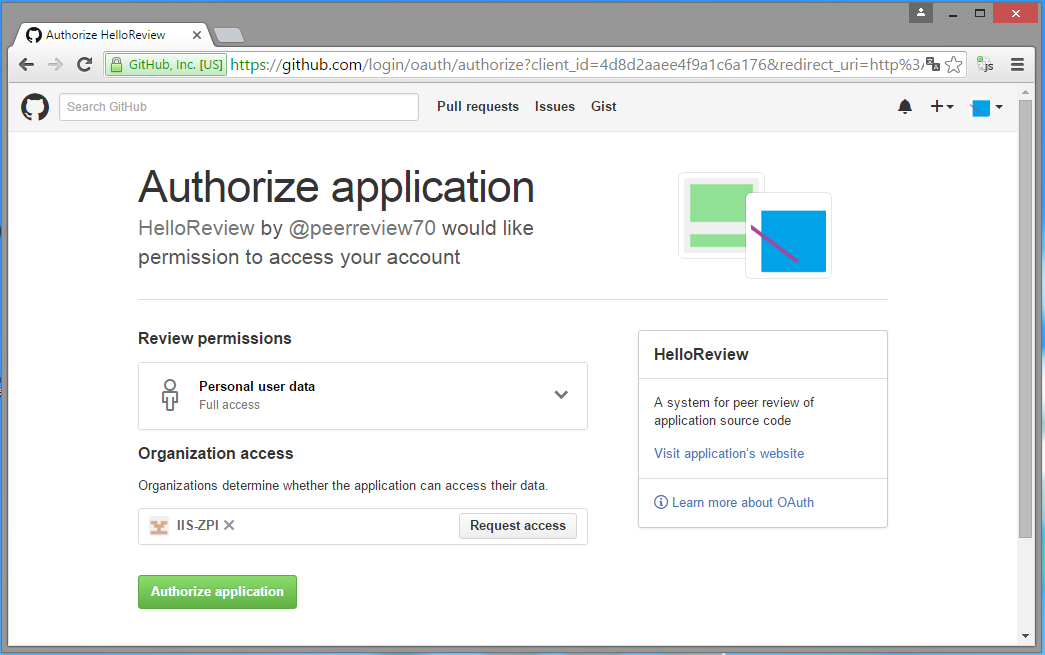 Authorize HelloReview
GitHub, Inc. [US] https://github.com/login/oauth/authorize?client_id=4d8d2aaee4f9a1c6a176&redirect_uri=http%3/
js
Search GitHub Pull requests Issues Gist
Authorize application
HelloReview by @peerreview70 would like
permission to access your account
Review permissions
Personal user data
Full access
Organization access
Organizations determine whether the application can access their data.
IIS-ZPI Request access
Authorize application
HelloReview
A system for peer review of
application source code
Visit application's website
Learn more about OAuth